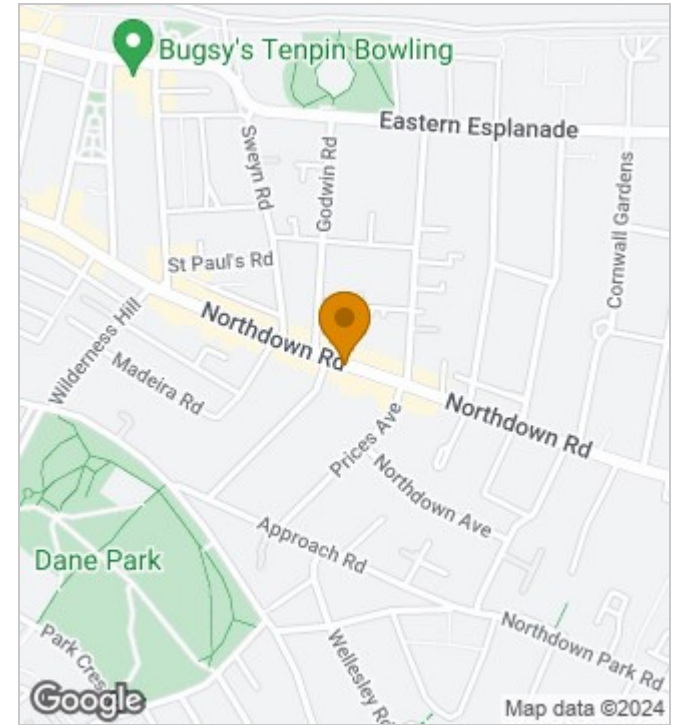 Bugsy's Tenpin Bowling
Eastern Esplanade
Sweyn Rd
Godwin Rd
Cornwall Gardens
St Paul's Rd
Northdown Rd
Wilderness Hill
Madeira Rd
Northdown Rd
Prices Ave
Northdown Ave
Approach Rd
Dane Park
Northdown Park Rd
Park Cres
Wellesley Rd
Google
Map data ©2024